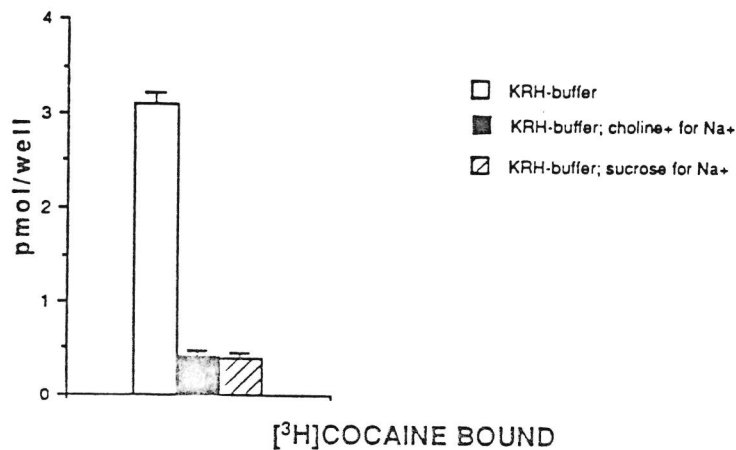 4
3
2
1
0
pmol/well
KRH-buffer
KRH-buffer; choline+ for Na+
KRH-buffer; sucrose for Na+
[³H]COCAINE BOUND